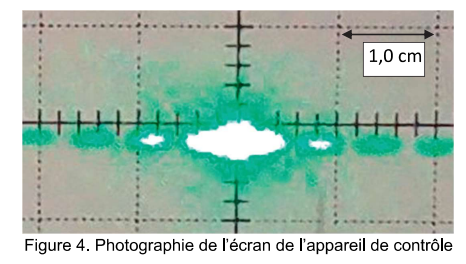 1,0 cm
Figure 4. Photographie de l'écran de l'appareil de contrôle